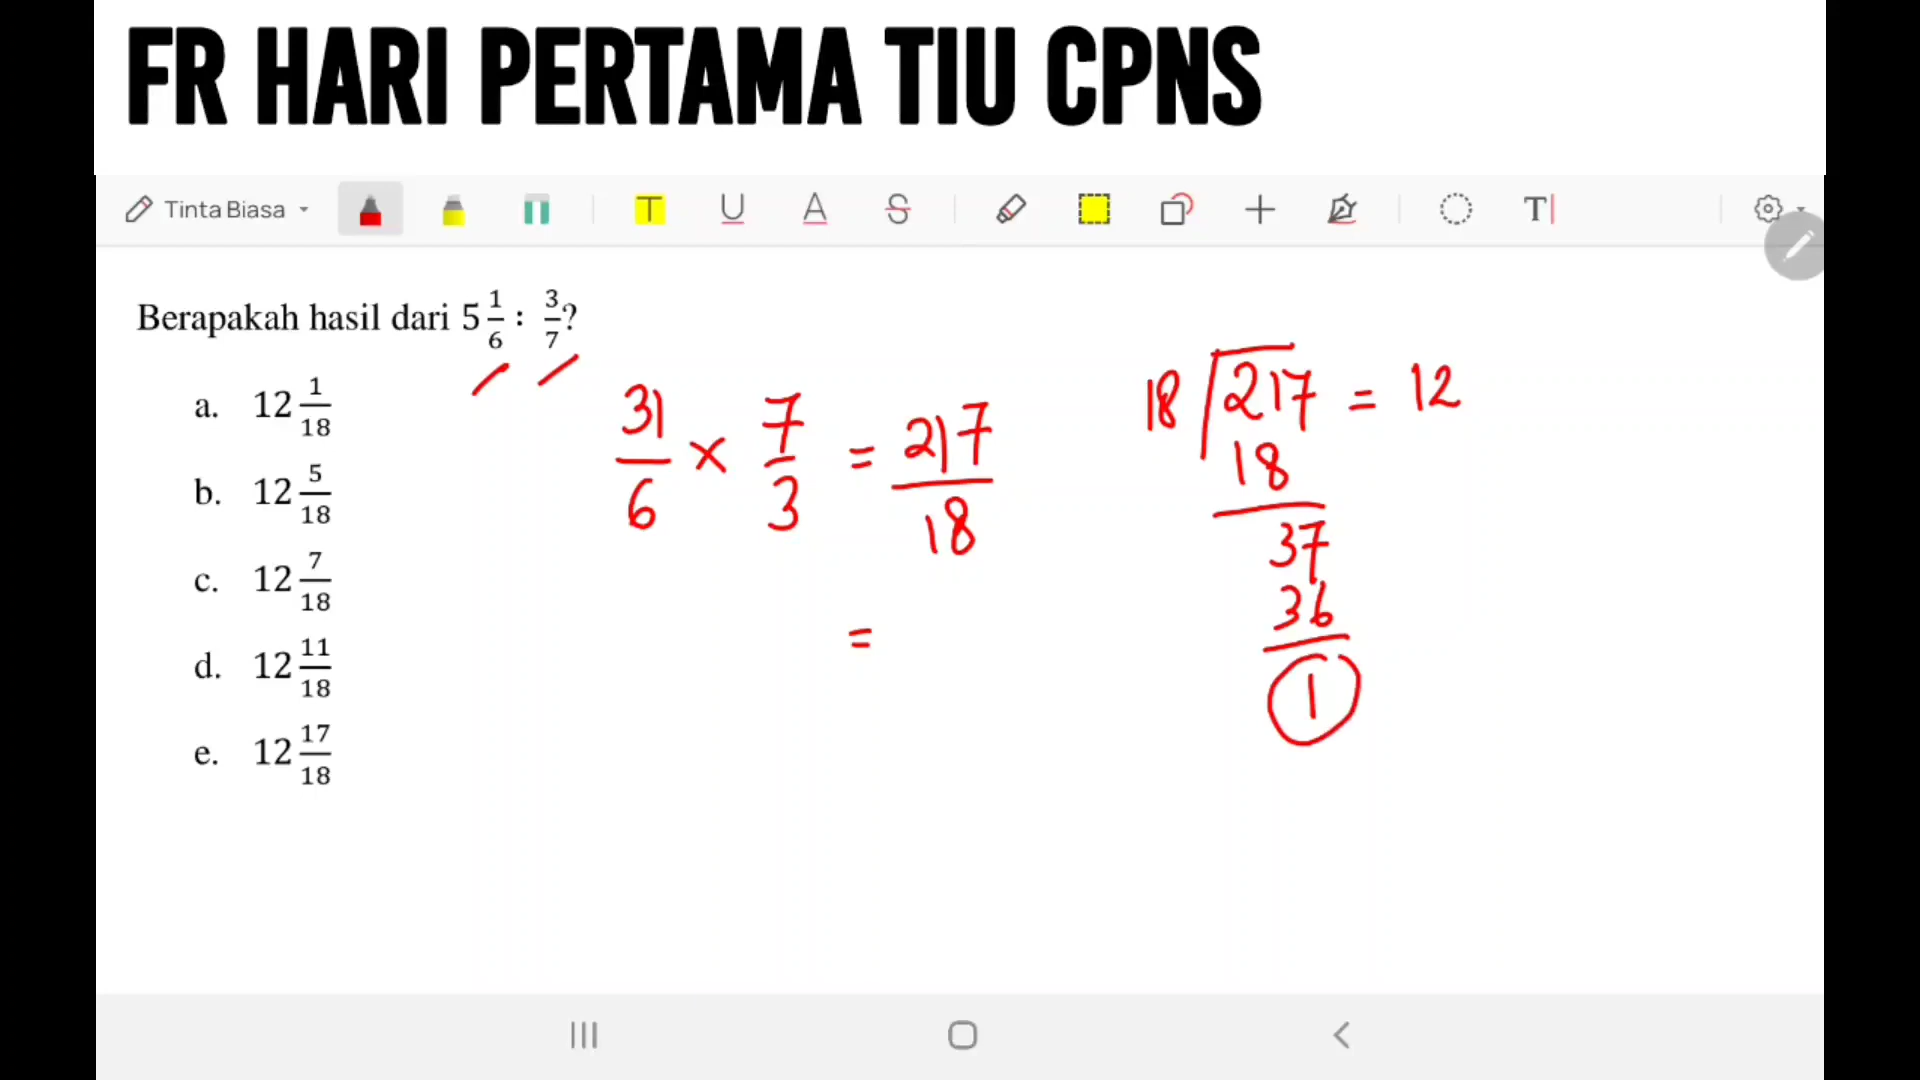 FR HARI PERTAMA TIU CPNS
Tinta Biasa
Berapakah hasil dari 5 1/6 : 3/7?
a. 12 1/18
b. 12 5/18
c. 12 7/18
d. 12 11/18
e. 12 17/18
31/6 × 7/3 = 217/18
=
18 217 = 12
18
37
36
1